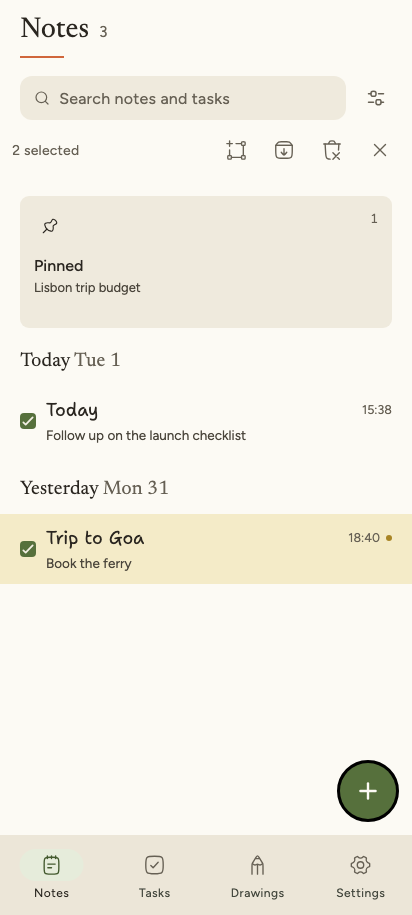 Notes 3
Search notes and tasks
2 selected
1
Pinned
Lisbon trip budget
Today Tue 1
Today 15:38
Follow up on the launch checklist
Yesterday Mon 31
Trip to Goa 18:40
Book the ferry
Notes Tasks Drawings Settings